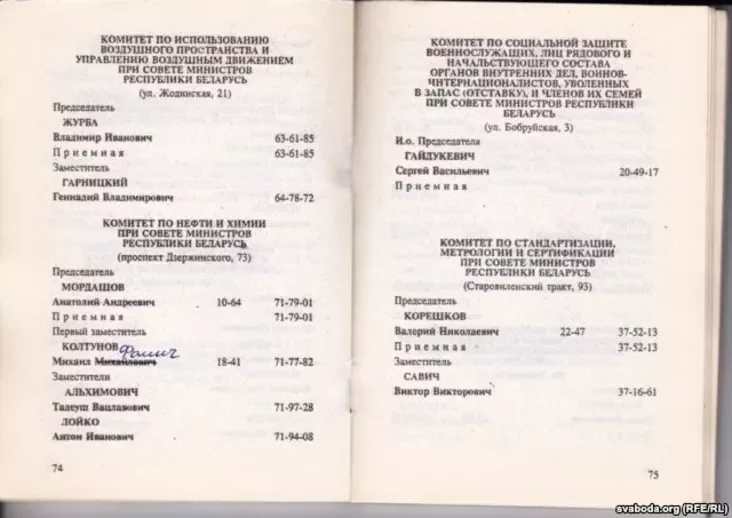 КОМИТЕТ ПО ИСПОЛЬЗОВАНИЮ
ВОЗДУШНОГО ПРОСТРАНСТВА И
УПРАВЛЕНИЮ ВОЗДУШНЫМ ДВИЖЕНИЕМ
ПРИ СОВЕТЕ МИНИСТРОВ
РЕСПУБЛИКИ БЕЛАРУСЬ
(ул. Жодинская, 21)
Председатель
ЖУРБА
Владимир Иванович 63-61-85
Приемная 63-61-85
Заместитель
ГАРНИЦКИЙ
Геннадий Владимирович 64-78-72
КОМИТЕТ ПО НЕФТИ И ХИМИИ
ПРИ СОВЕТЕ МИНИСТРОВ
РЕСПУБЛИКИ БЕЛАРУСЬ
(проспект Дзержинского, 73)
Председатель
МОРДАШОВ
Анатолий Андреевич 10-64 71-79-01
Приемная 71-79-01
Первый заместитель
КОЛТУНОВ
Фомич
Михаил Михайлович 18-41 71-77-82
Заместители
АЛЬХИМОВИЧ
Тадеуш Вацлавович 71-97-28
ЛОЙКО
Антон Иванович 71-94-08
74
КОМИТЕТ ПО СОЦИАЛЬНОЙ ЗАЩИТЕ
ВОЕННОСЛУЖАЩИХ, ЛИЦ РЯДОВОГО И
НАЧАЛЬСТВУЮЩЕГО СОСТАВА
ОРГАНОВ ВНУТРЕННИХ ДЕЛ, ВОИНОВ-
ИНТЕРНАЦИОНАЛИСТОВ, УВОЛЕННЫХ
В ЗАПАС (ОТСТАВКУ), И ЧЛЕНОВ ИХ СЕМЕЙ
ПРИ СОВЕТЕ МИНИСТРОВ РЕСПУБЛИКИ
БЕЛАРУСЬ
(ул. Бобруйская, 3)
И.о. Председателя
ГАЙДУКЕВИЧ
Сергей Васильевич 20-49-17
Приемная
КОМИТЕТ ПО СТАНДАРТИЗАЦИИ,
МЕТРОЛОГИИ И СЕРТИФИКАЦИИ
ПРИ СОВЕТЕ МИНИСТРОВ
РЕСПУБЛИКИ БЕЛАРУСЬ
(Старовиленский тракт, 93)
Председатель
КОРЕШКОВ
Валерий Николаевич 22-47 37-52-13
Приемная 37-52-13
Заместитель
САВИЧ
Виктор Викторович 37-16-61
75
svaboda.org (RFE/RL)